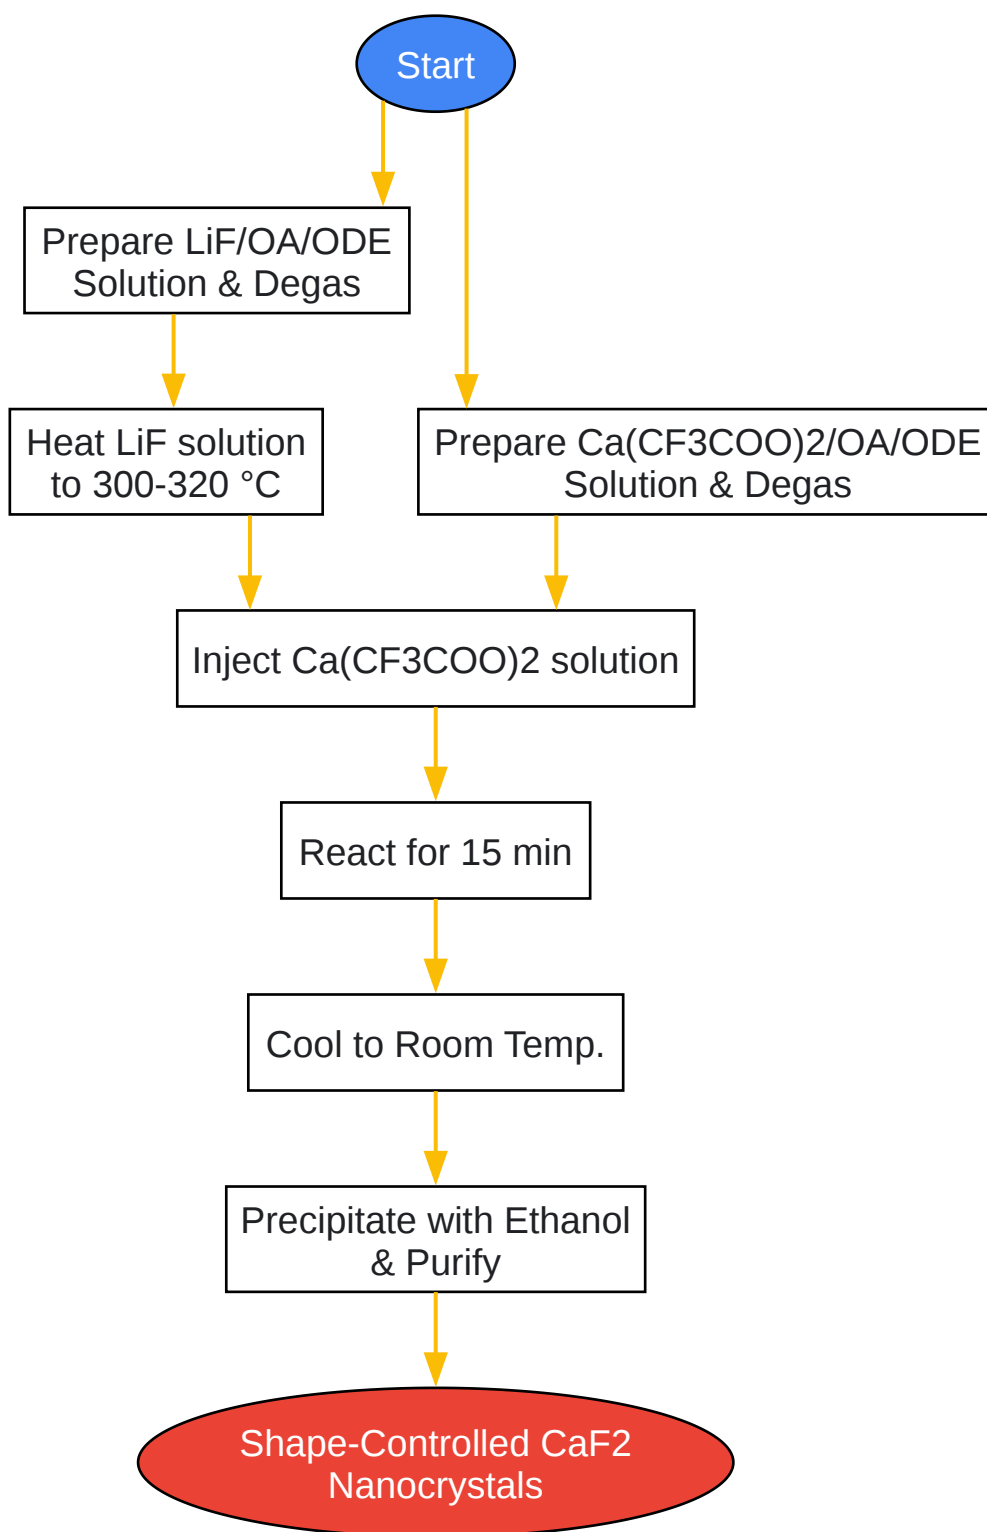 Start
Prepare LiF/OA/ODE
Solution & Degas
Heat LiF solution
to 300-320 °C
Prepare Ca(CF3COO)2/OA/ODE
Solution & Degas
Inject Ca(CF3COO)2 solution
React for 15 min
Cool to Room Temp.
Precipitate with Ethanol
& Purify
Shape-Controlled CaF2
Nanocrystals